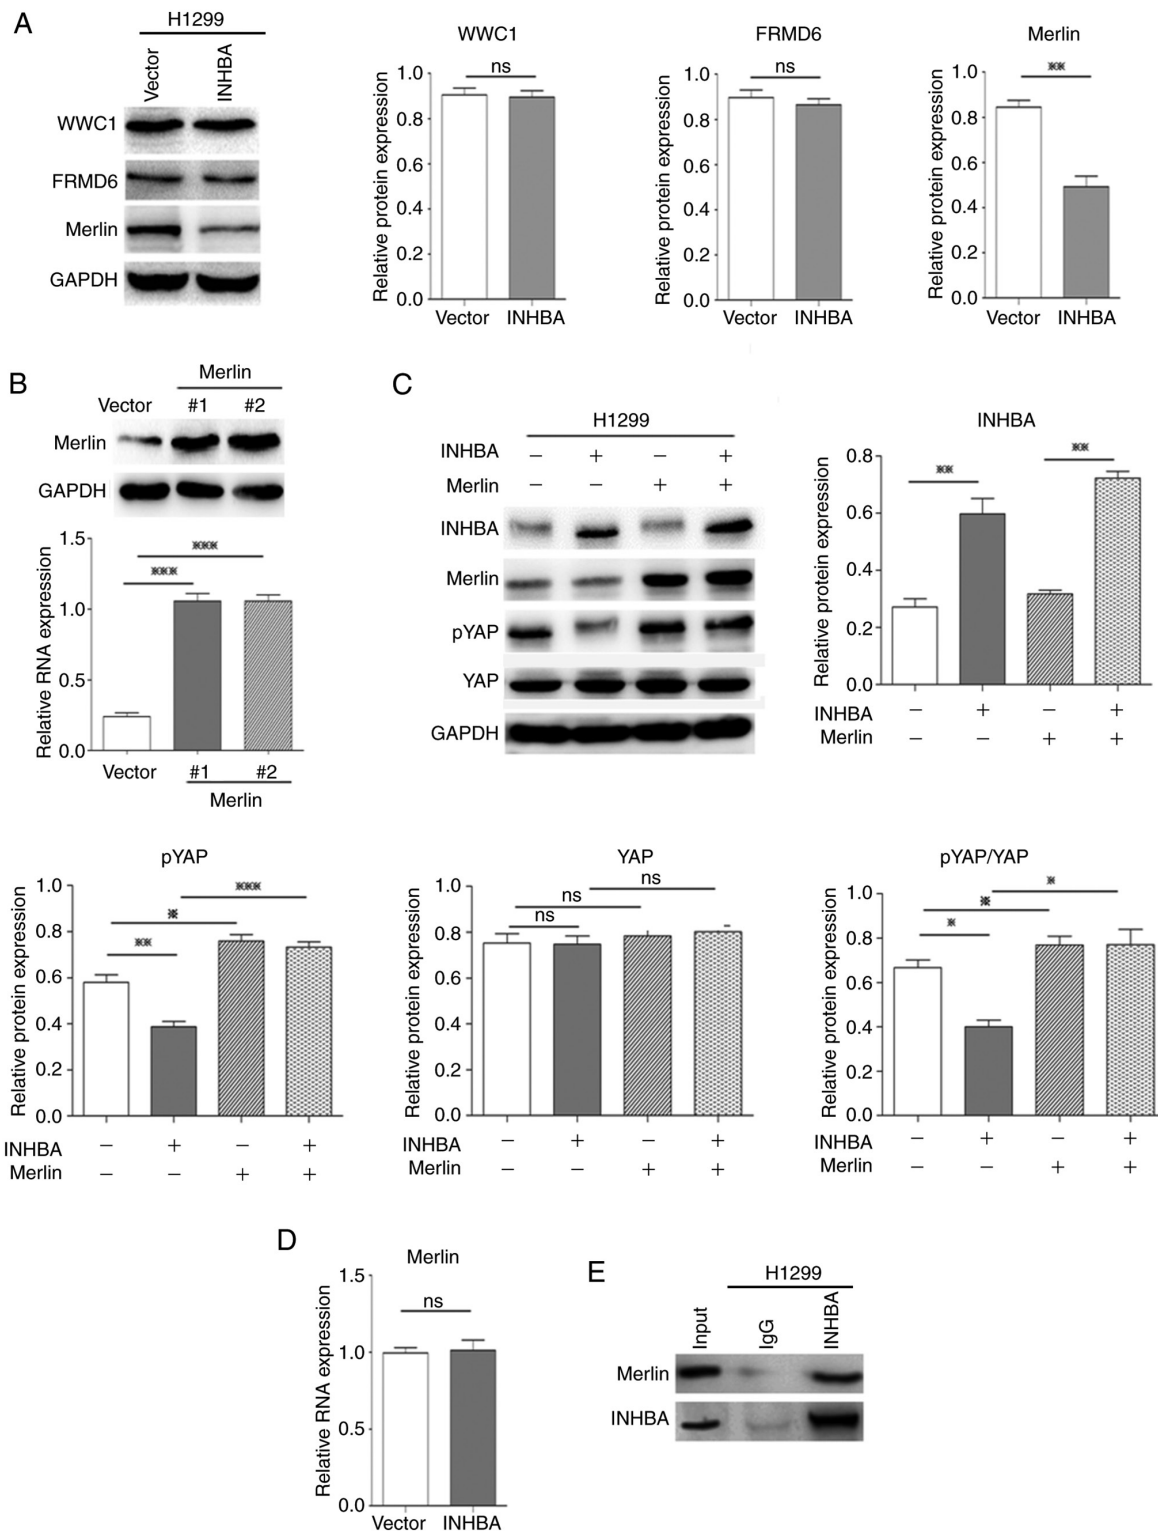 A
H1299
Vector
INHBA
WWC1
FRMD6
Merlin
GAPDH
WWC1
ns
Relative protein expression
1.0
0.8
0.6
0.4
0.2
0.0
Vector INHBA
FRMD6
ns
Relative protein expression
1.0
0.8
0.6
0.4
0.2
0.0
Vector INHBA
Merlin
**
Relative protein expression
1.0
0.8
0.6
0.4
0.2
0.0
Vector INHBA
B
Merlin
Vector #1 #2
Merlin
GAPDH
Relative RNA expression
1.5
1.0
0.5
0.0
***
***
Vector #1 #2
Merlin
C
H1299
INHBA − + − +
Merlin − − + +
INHBA
Merlin
pYAP
YAP
GAPDH
INHBA
Relative protein expression
0.8
0.6
0.4
0.2
0.0
** **
INHBA − + − +
Merlin − − + +
pYAP
Relative protein expression
1.0
0.8
0.6
0.4
0.2
0.0
***
*
**
INHBA − + − +
Merlin − − + +
YAP
Relative protein expression
1.0
0.8
0.6
0.4
0.2
0.0
ns
ns
ns
INHBA − + − +
Merlin − − + +
pYAP/YAP
Relative protein expression
1.0
0.8
0.6
0.4
0.2
0.0
*
*
*
INHBA − + − +
Merlin − − + +
D
Merlin
Relative RNA expression
1.5
1.0
0.5
0.0
ns
Vector INHBA
E
H1299
Input
IgG
INHBA
Merlin
INHBA